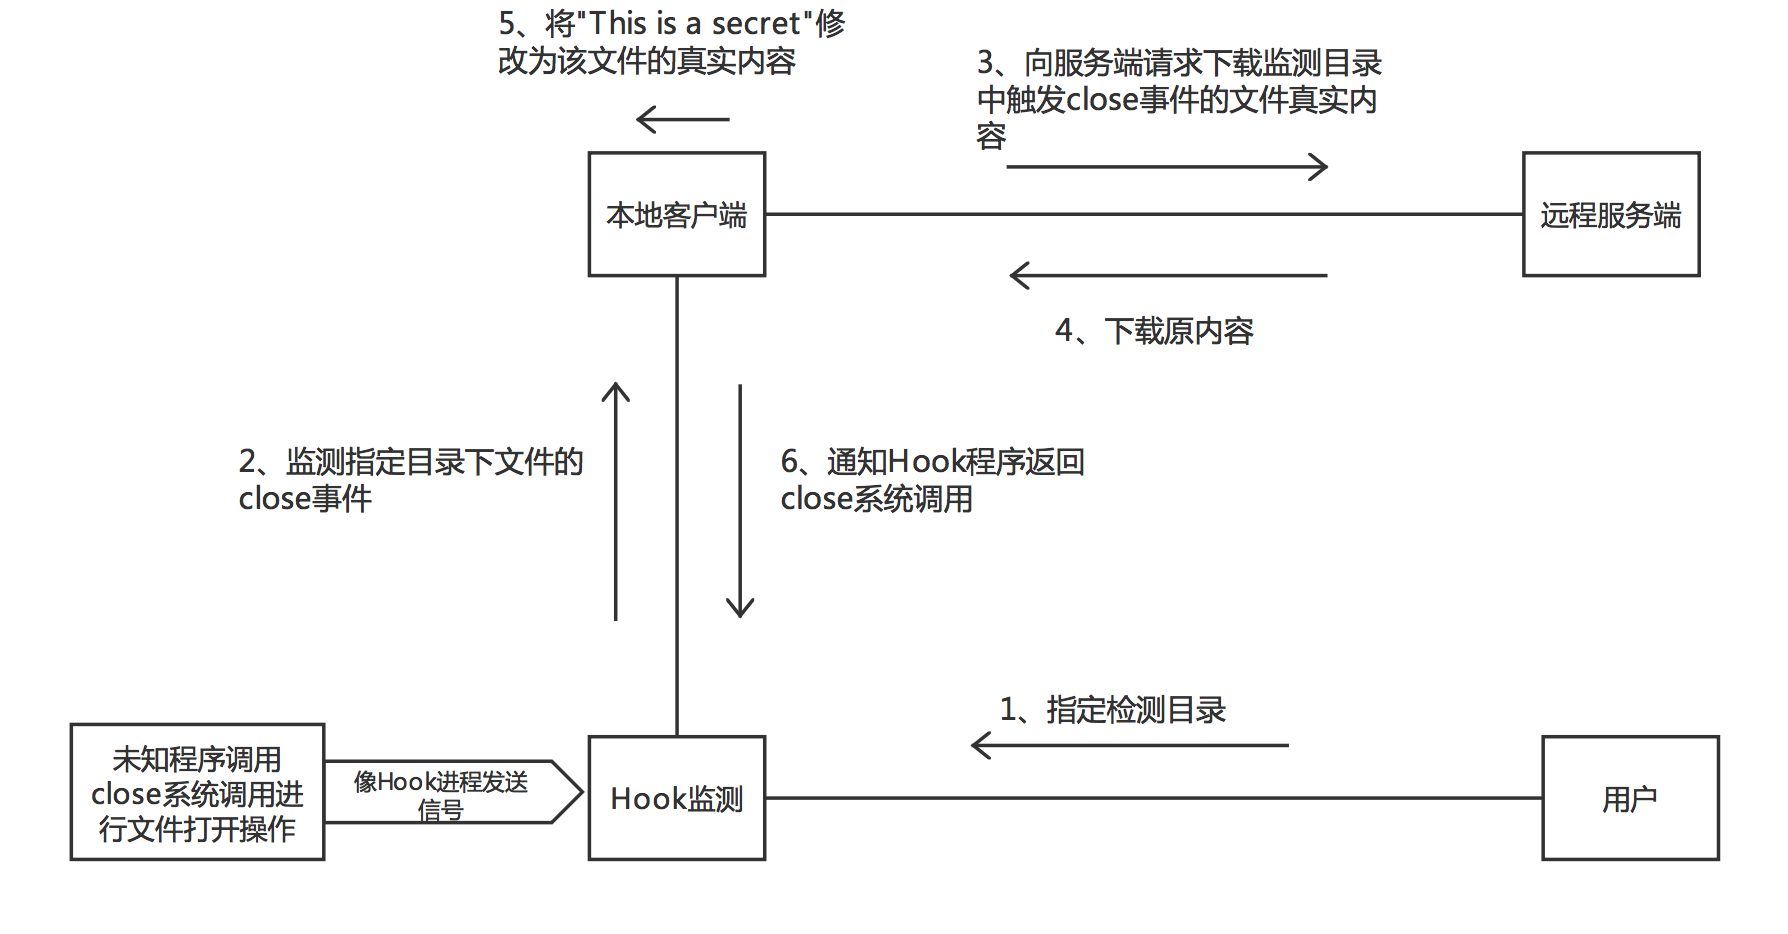 5、将"This is a secret"修
改为该文件的真实内容
3、向服务端请求下载监测目录
中触发close事件的文件真实内
容
本地客户端
远程服务端
4、下载原内容
2、监测指定目录下文件的
close事件
6、通知Hook程序返回
close系统调用
1、指定检测目录
未知程序调用
close系统调用进
行文件打开操作
像Hook进程发送
信号
Hook监测
用户